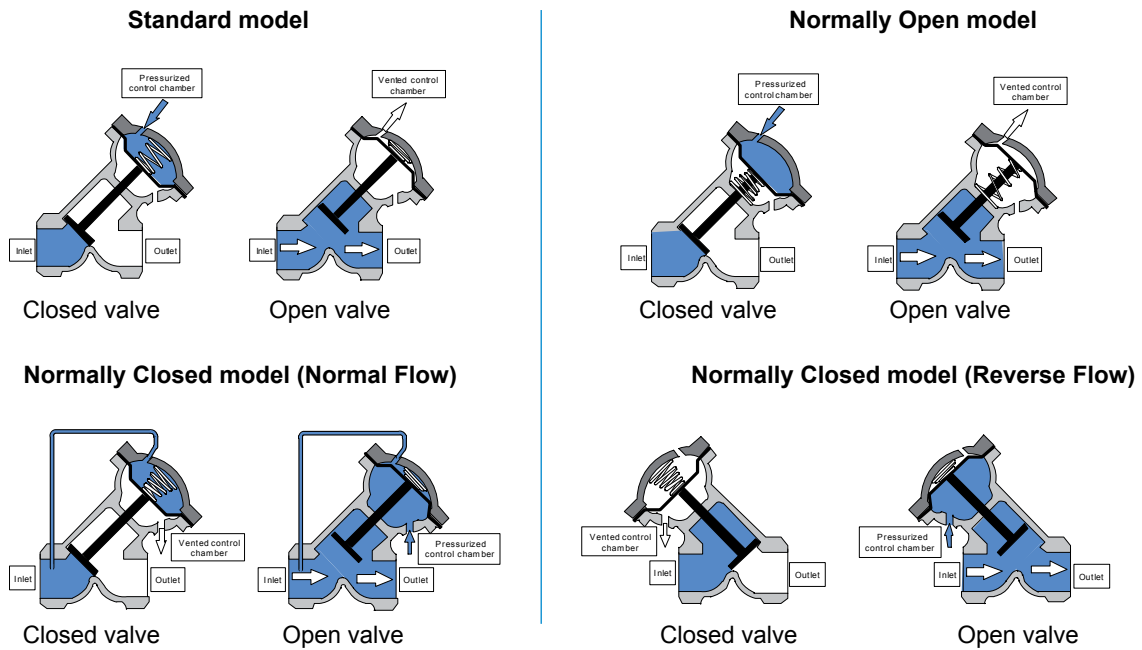 Standard model
Pressurized
control chamber
Vented control
chamber
Inlet
Outlet
Inlet
Outlet
Closed valve
Open valve
Normally Open model
Pressurized
control chamber
Vented control
chamber
Inlet
Outlet
Inlet
Outlet
Closed valve
Open valve
Normally Closed model (Normal Flow)
Vented control
chamber
Inlet
Outlet
Pressurized
control chamber
Inlet
Outlet
Closed valve
Open valve
Normally Closed model (Reverse Flow)
Vented control
chamber
Inlet
Outlet
Pressurized
control chamber
Inlet
Outlet
Closed valve
Open valve